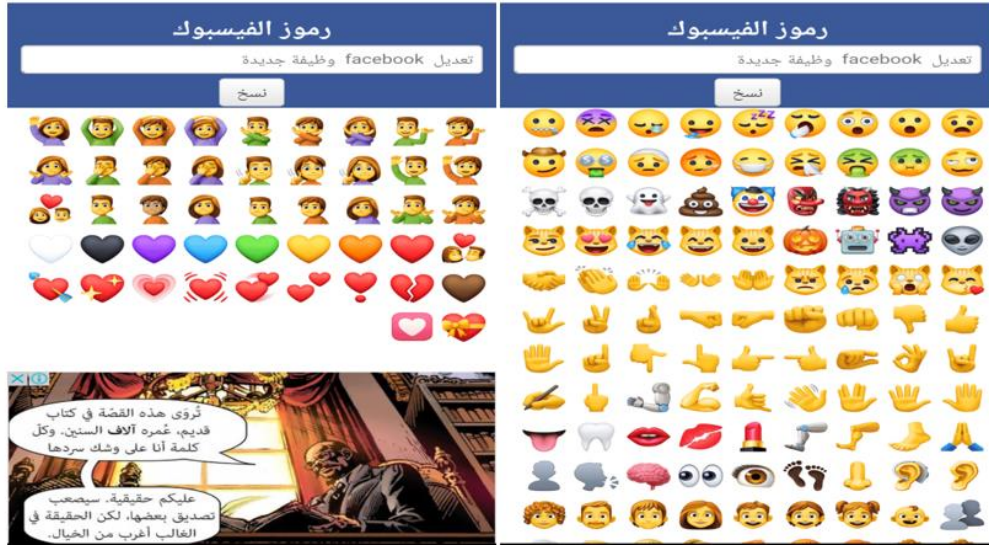 رموز الفيسبوك
تعديل facebook وظيفة جديدة
نسخ
تُروَى هذه القصّة في كتاب
قديم، عُمره آلاف السنين. وكلّ
كلمة أنا على وشك سردها
عليكم حقيقية. سيصعب
تصديق بعضها، لكن الحقيقة في
الغالب أغرب من الخيال.
رموز الفيسبوك
تعديل facebook وظيفة جديدة
نسخ